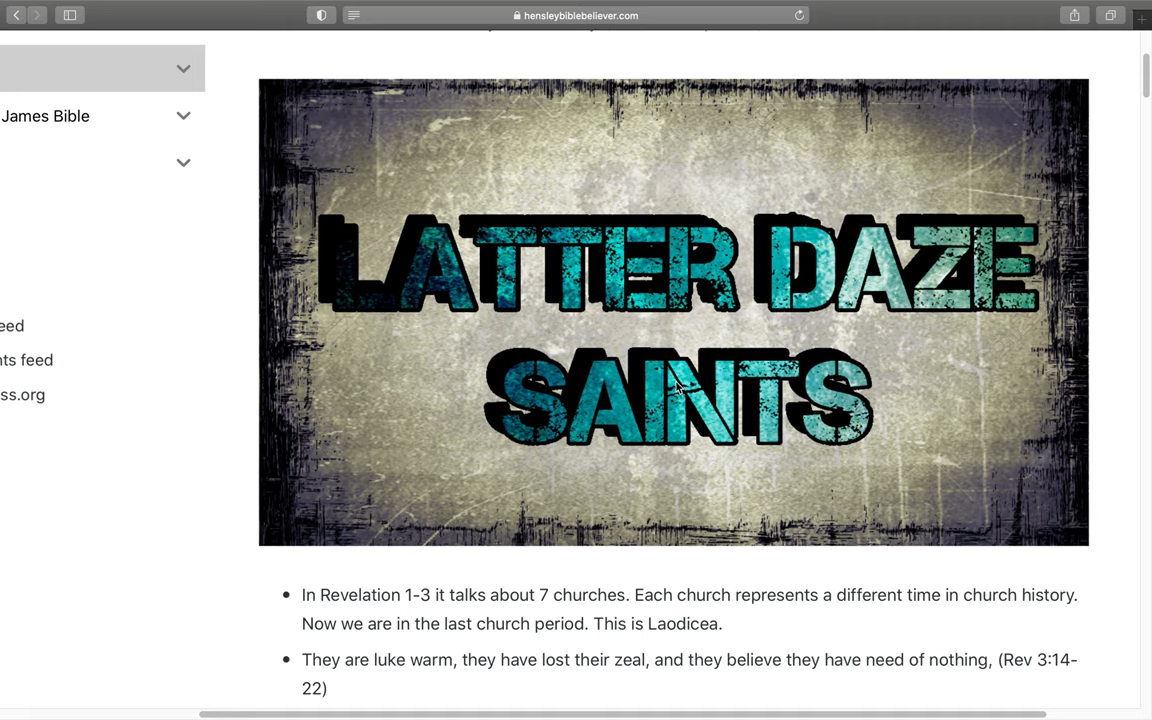 hensleybiblebeliever.com
James Bible
eed
nts feed
ss.org
LATTER DAZE
SAINTS
• In Revelation 1-3 it talks about 7 churches. Each church represents a different time in church history.
Now we are in the last church period. This is Laodicea.
• They are luke warm, they have lost their zeal, and they believe they have need of nothing, (Rev 3:14-
22)